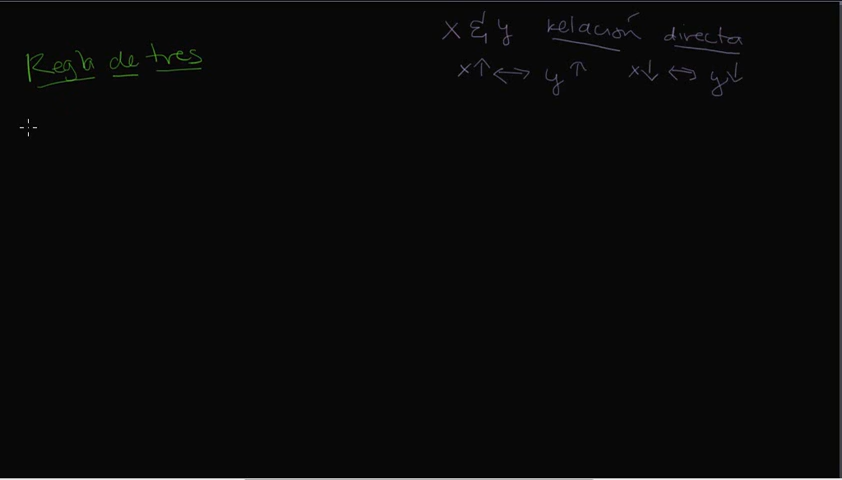 Regla de tres
X & y relación directa
x↑ ⟷ y↑ x↓ ⟷ y↓